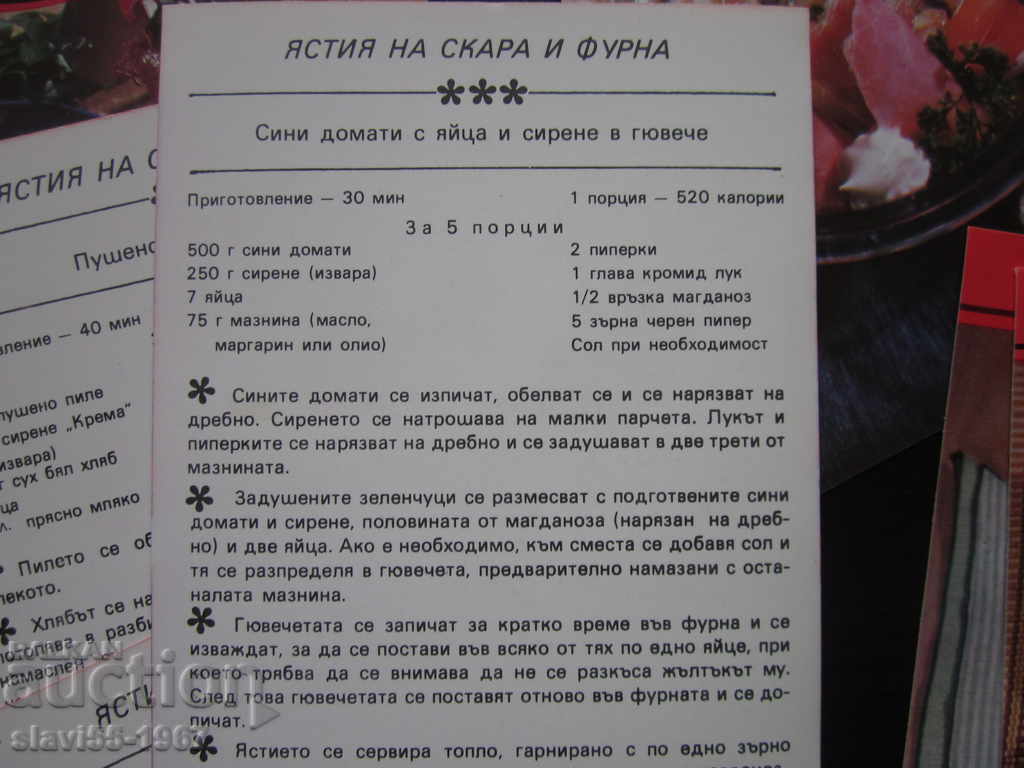 ЯСТИЯ НА СКАРА И ФУРНА
***
Сини домати с яйца и сирене в гювече
Приготовление – 30 мин 1 порция – 520 калории
За 5 порции
500 г сини домати 2 пиперки
250 г сирене (извара) 1 глава кромид лук
7 яйца 1/2 връзка магданоз
75 г мазнина (масло, 5 зърна черен пипер
маргарин или олио) Сол при необходимост
* Сините домати се изпичат, обелват се и се нарязват на
дребно. Сиренето се натрошава на малки парчета. Лукът и
пиперките се нарязват на дребно и се задушават в две трети от
мазнината.
* Задушените зеленчуци се размесват с подготвените сини
домати и сирене, половината от магданоза (нарязан на дреб-
но) и две яйца. Ако е необходимо, към сместа се добавя сол и
тя се разпределя в гювечета, предварително намазани с оста-
налата мазнина.
* Гювечетата се запичат за кратко време във фурна и се
изваждат, за да се постави във всяко от тях по едно яйце, при
което трябва да се внимава да не се разкъса жълтъкът му.
След това гювечетата се поставят отново във фурната и се до-
пичат.
* Ястието се сервира топло, гарнирано с по едно зърно
ЯСТИЯ НА
Пушено
40 мин
пушено пиле
сирене „Крема"
извара)
г сух бял хляб
прясно мляко
Пилето се
Хлябът се
в
ЯСТИ
BALKAN
auction
slavi55-1967